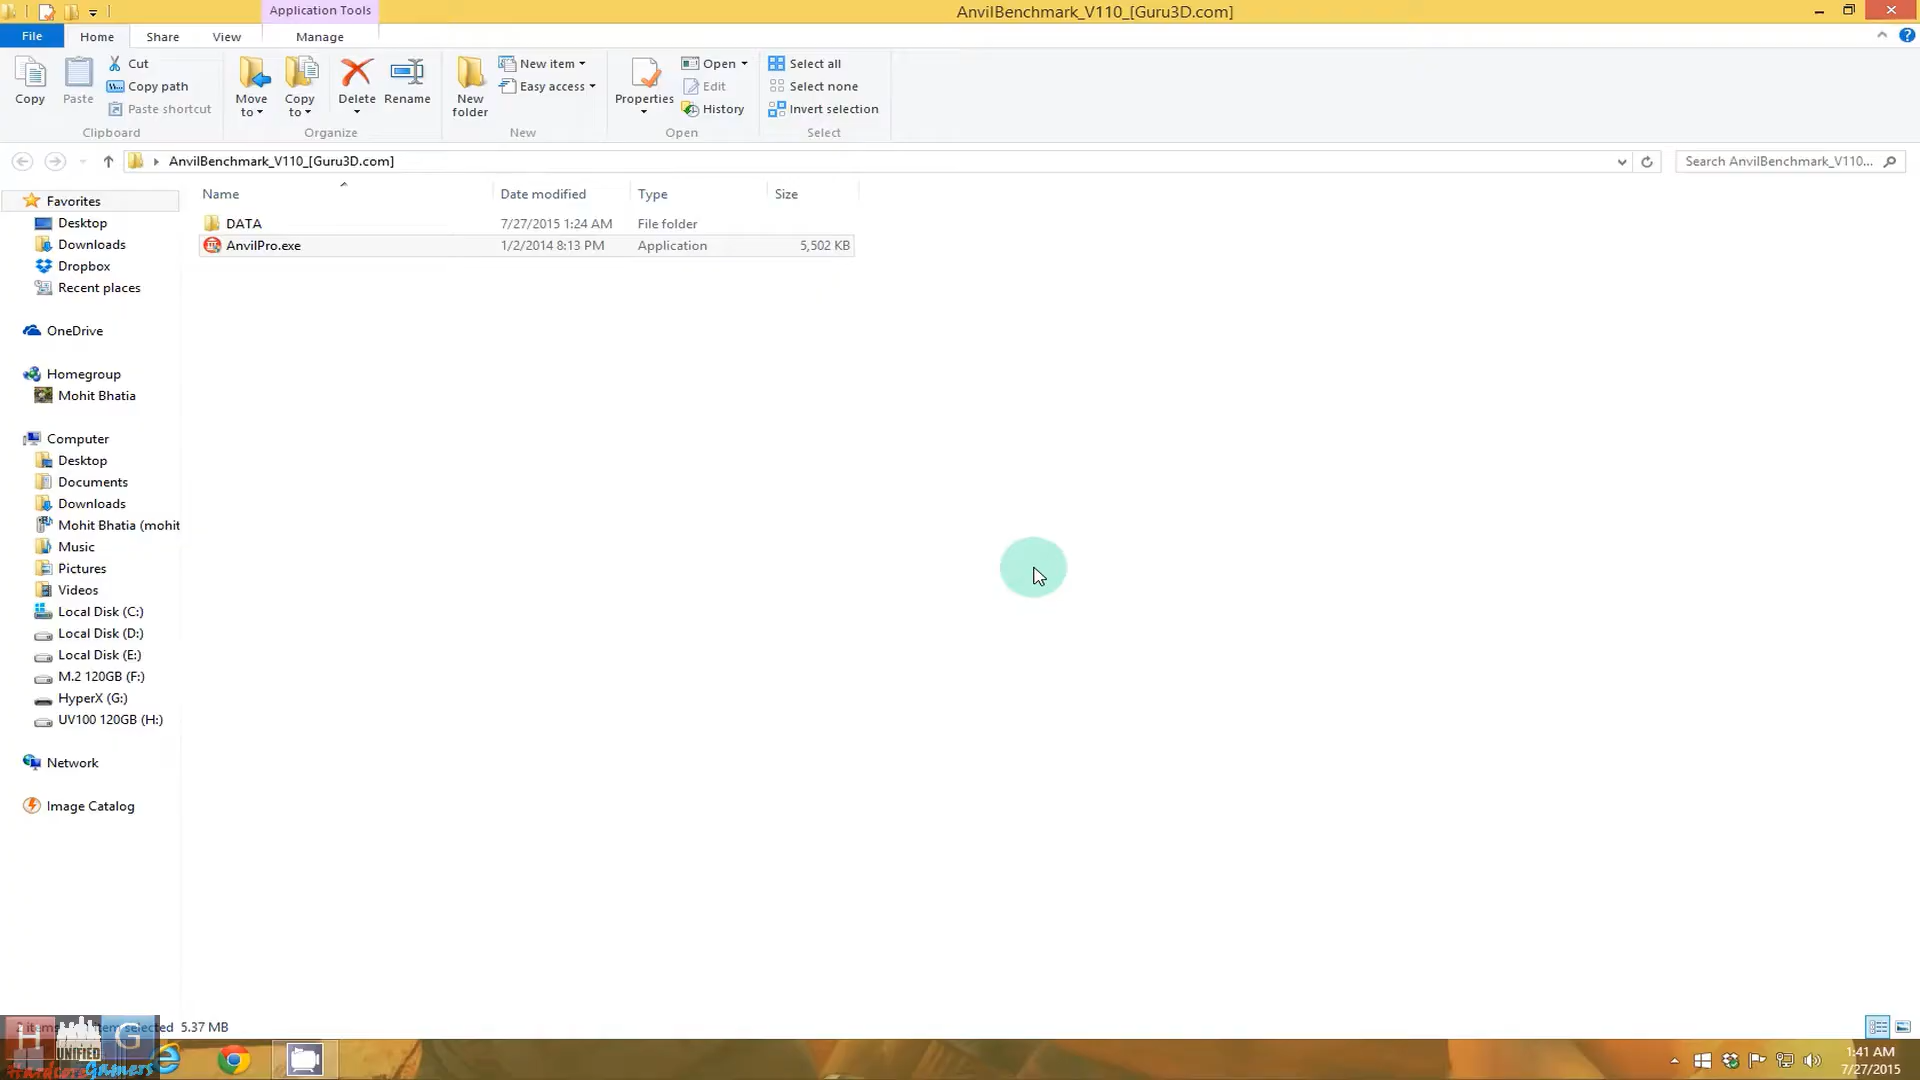 Application Tools
AnvilBenchmark_V110_[Guru3D.com]
File Home Share View Manage
Copy
Paste
Cut
Copy path
Paste shortcut
Clipboard
Move to
Copy to
Delete
Rename
Organize
New folder
New item
Easy access
New
Properties
Open
Edit
History
Open
Select all
Select none
Invert selection
Select
AnvilBenchmark_V110_[Guru3D.com]
Search AnvilBenchmark_V110...
Name Date modified Type Size
DATA 7/27/2015 1:24 AM File folder
AnvilPro.exe 1/2/2014 8:13 PM Application 5,502 KB
Favorites
Desktop
Downloads
Dropbox
Recent places
OneDrive
Homegroup
Mohit Bhatia
Computer
Desktop
Documents
Downloads
Mohit Bhatia (mohit
Music
Pictures
Videos
Local Disk (C:)
Local Disk (D:)
Local Disk (E:)
M.2 120GB (F:)
HyperX (G:)
UV100 120GB (H:)
Network
Image Catalog
selected 5.37 MB
H G
UNIFIED
HardCore Gamers
1:41 AM
7/27/2015